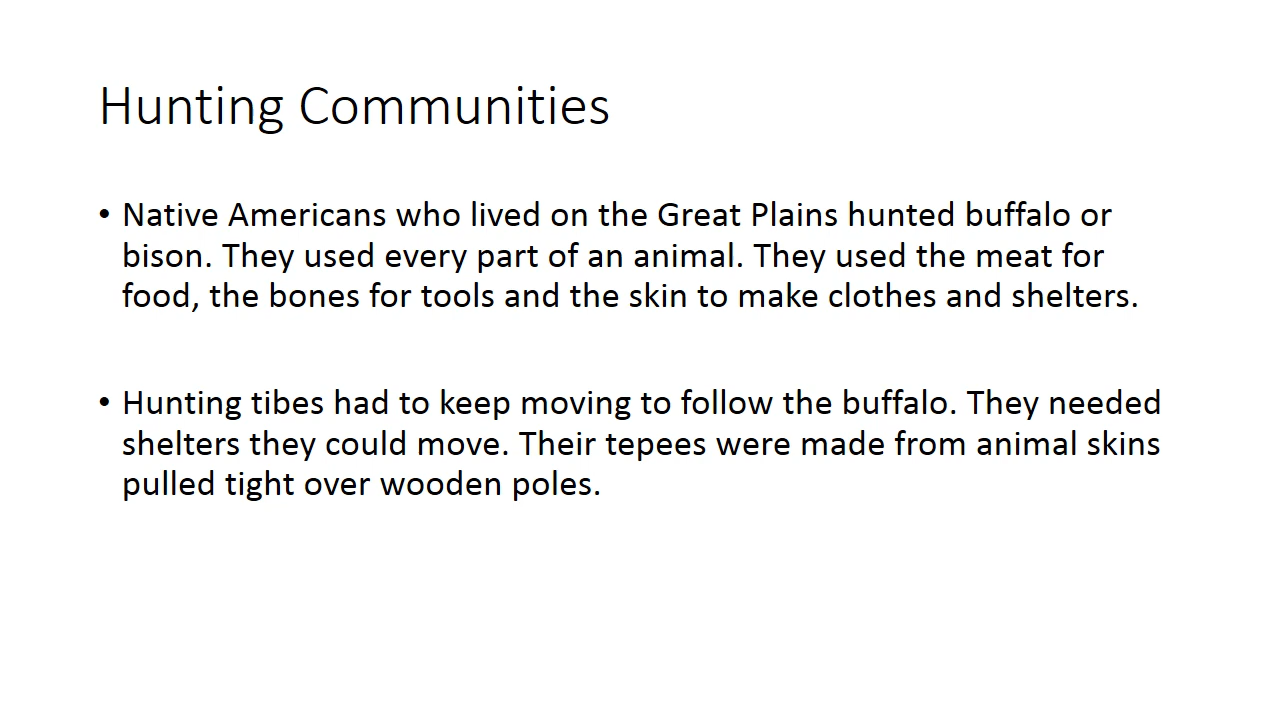 Hunting Communities
• Native Americans who lived on the Great Plains hunted buffalo or
bison. They used every part of an animal. They used the meat for
food, the bones for tools and the skin to make clothes and shelters.
• Hunting tibes had to keep moving to follow the buffalo. They needed
shelters they could move. Their tepees were made from animal skins
pulled tight over wooden poles.